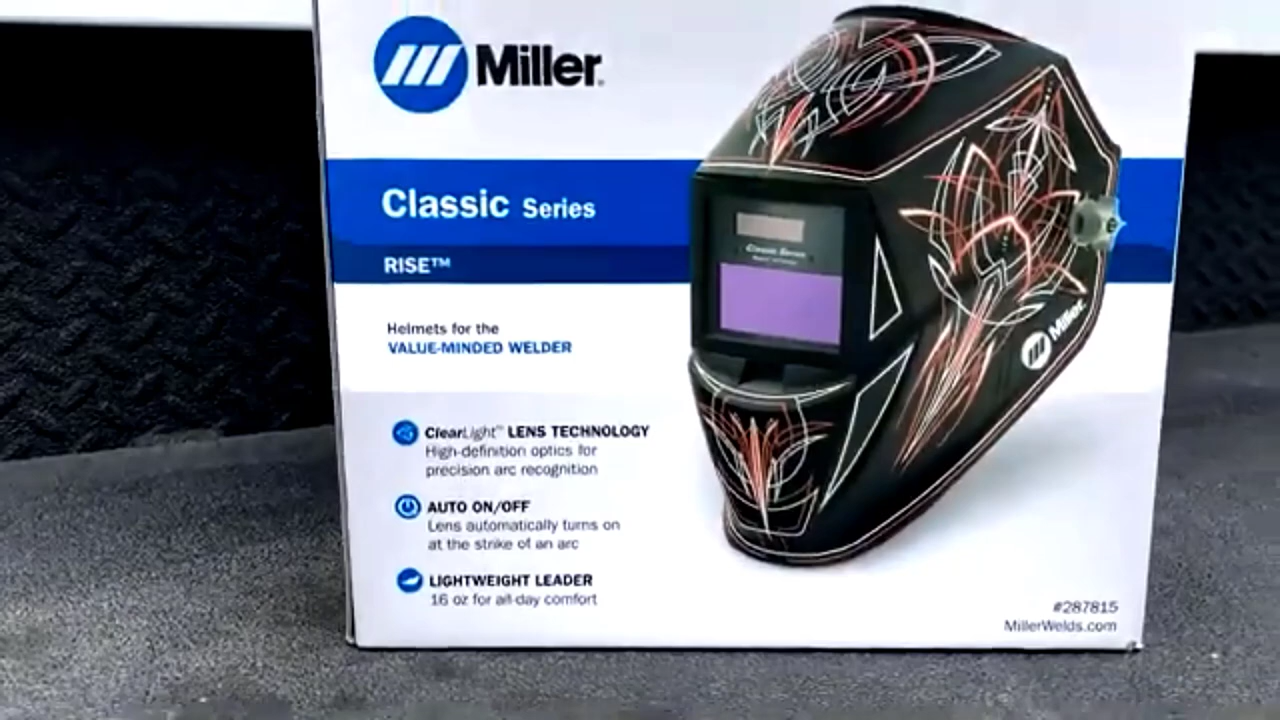 Miller
Classic Series
RISE™
Helmets for the
VALUE-MINDED WELDER
ClearLight™ LENS TECHNOLOGY
High-definition optics for
precision arc recognition
AUTO ON/OFF
Lens automatically turns on
at the strike of an arc
LIGHTWEIGHT LEADER
16 oz for all-day comfort
Classic Series
Miller
#287815
MillerWelds.com